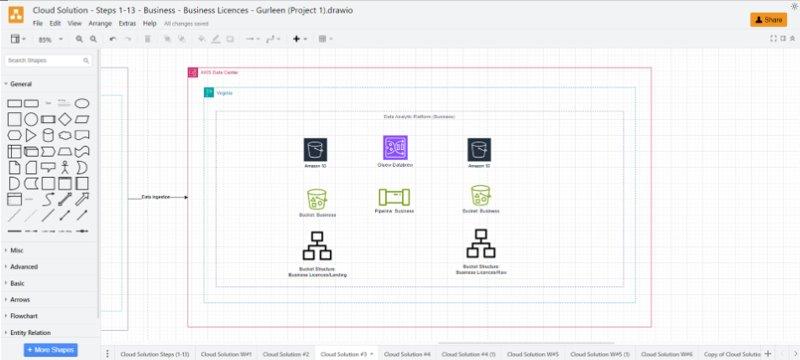 Cloud Solution - Steps 1-13 - Business - Business Licences - Gurleen (Project 1).drawio
File Edit View Arrange Extras Help All changes saved
Share
85%
Search Shapes
General
Text
Misc
Advanced
Basic
Arrows
Flowchart
Entity Relation
+ More Shapes
AWS Data Center
Virginia
Data Analytic Platform (Business)
Amazon S3
Amazon S3
Data Ingestion
Bucket: Business
Pipeline: Business
Bucket: Business
Bucket Structure:
Business Licences/Landing
Bucket Structure:
Business Licences/Raw
Cloud Solution Steps (1-13) Cloud Solution W#1 Cloud Solution #2 Cloud Solution #3 Cloud Solution #4 Cloud Solution #4 (1) Cloud Solution W#5 Cloud Solution W#5 (1) Cloud Solution W#6 Copy of Cloud Solutio